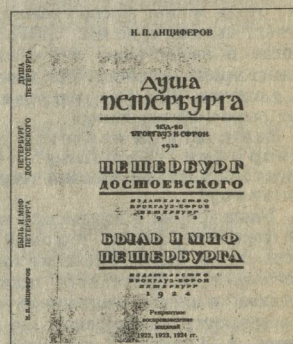 Н. П. АНЦИФЕРОВ
ДУША
ПЕТЕРБУРГА
ИЗД-ВО
БРОКГАУЗ И ЕФРОН
1922
ПЕТЕРБУРГ
ДОСТОЕВСКОГО
ИЗДАТЕЛЬСТВО
БРОКГАУЗ-ЕФРОН
ПЕТЕРБУРГ
1923
БЫЛЬ И МИФ
ПЕТЕРБУРГА
ИЗДАТЕЛЬСТВО
БРОКГАУЗ-ЕФРОН
ПЕТЕРБУРГ
1924
Репринтное
воспроизведение
изданий
1922, 1923, 1924 гг.
ДУША
ПЕТЕРБУРГА
ПЕТЕРБУРГ
ДОСТОЕВСКОГО
БЫЛЬ И МИФ
ПЕТЕРБУРГА
Н. П. АНЦИФЕРОВ